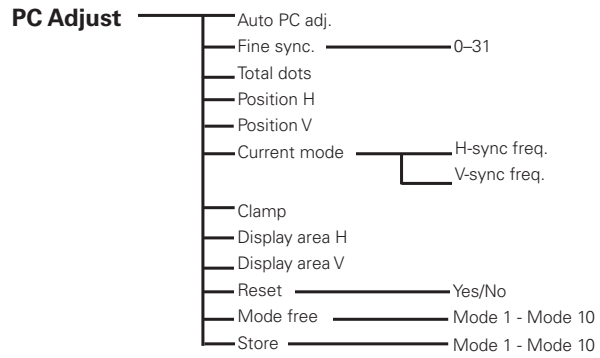 PC Adjust
Auto PC adj.
Fine sync. 0–31
Total dots
Position H
Position V
Current mode H-sync freq.
V-sync freq.
Clamp
Display area H
Display area V
Reset Yes/No
Mode free Mode 1 - Mode 10
Store Mode 1 - Mode 10